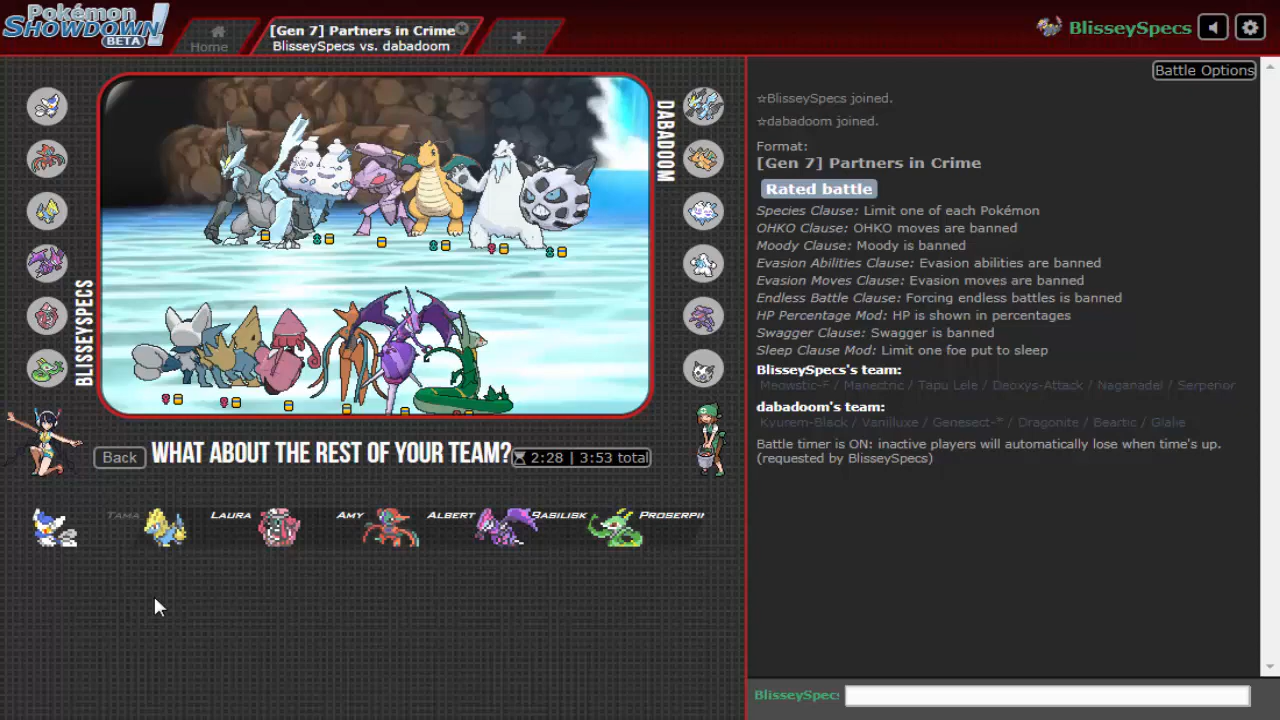 Pokémon
SHOWDOWN!
BETA
Home
[Gen 7] Partners in Crime
BlisseySpecs vs. dabadoom
+
BlisseySpecs
Battle Options
☆BlisseySpecs joined.
☆dabadoom joined.
Format:
[Gen 7] Partners in Crime
Rated battle
Species Clause: Limit one of each Pokémon
OHKO Clause: OHKO moves are banned
Moody Clause: Moody is banned
Evasion Abilities Clause: Evasion abilities are banned
Evasion Moves Clause: Evasion moves are banned
Endless Battle Clause: Forcing endless battles is banned
HP Percentage Mod: HP is shown in percentages
Swagger Clause: Swagger is banned
Sleep Clause Mod: Limit one foe put to sleep
BlisseySpecs's team:
Meowstic-F / Manectric / Tapu Lele / Deoxys-Attack / Naganadel / Serperior
dabadoom's team:
Kyurem-Black / Vanilluxe / Genesect-* / Dragonite / Beartic / Glalie
Battle timer is ON: inactive players will automatically lose when time's up.
(requested by BlisseySpecs)
BLISSEYSPECS
DABADOOM
Back
WHAT ABOUT THE REST OF YOUR TEAM?
2:28 | 3:53 total
TAMA
LAURA
AMY
ALBERT
BASILISK
PROSERPI
BlisseySpec: